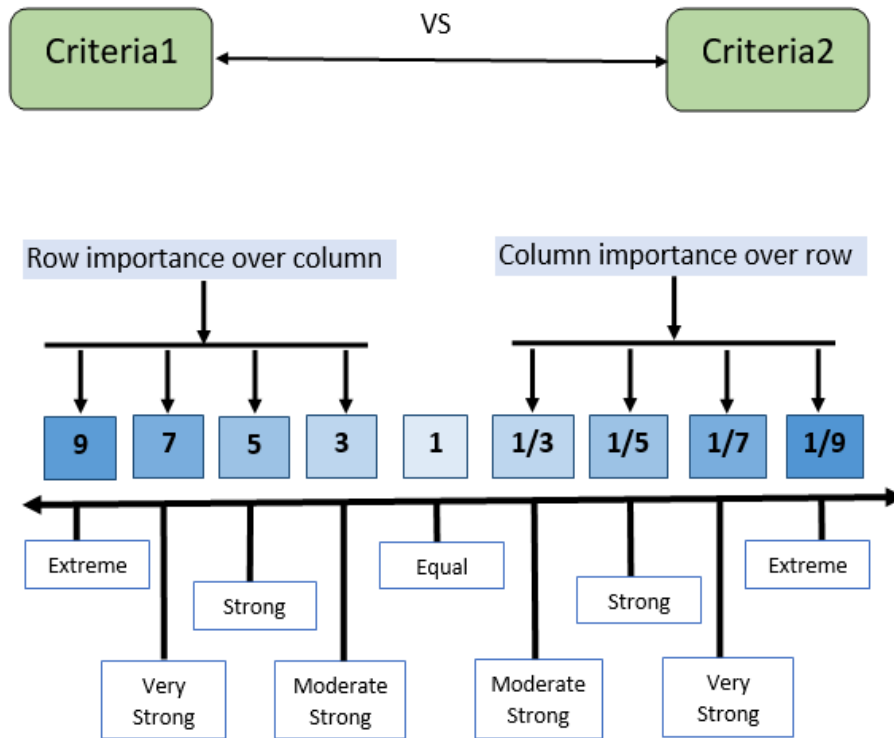 VS
Criteria1
Criteria2
Row importance over column
Column importance over row
9
7
5
3
1
1/3
1/5
1/7
1/9
Extreme
Equal
Extreme
Strong
Strong
Very
Strong
Moderate
Strong
Moderate
Strong
Very
Strong